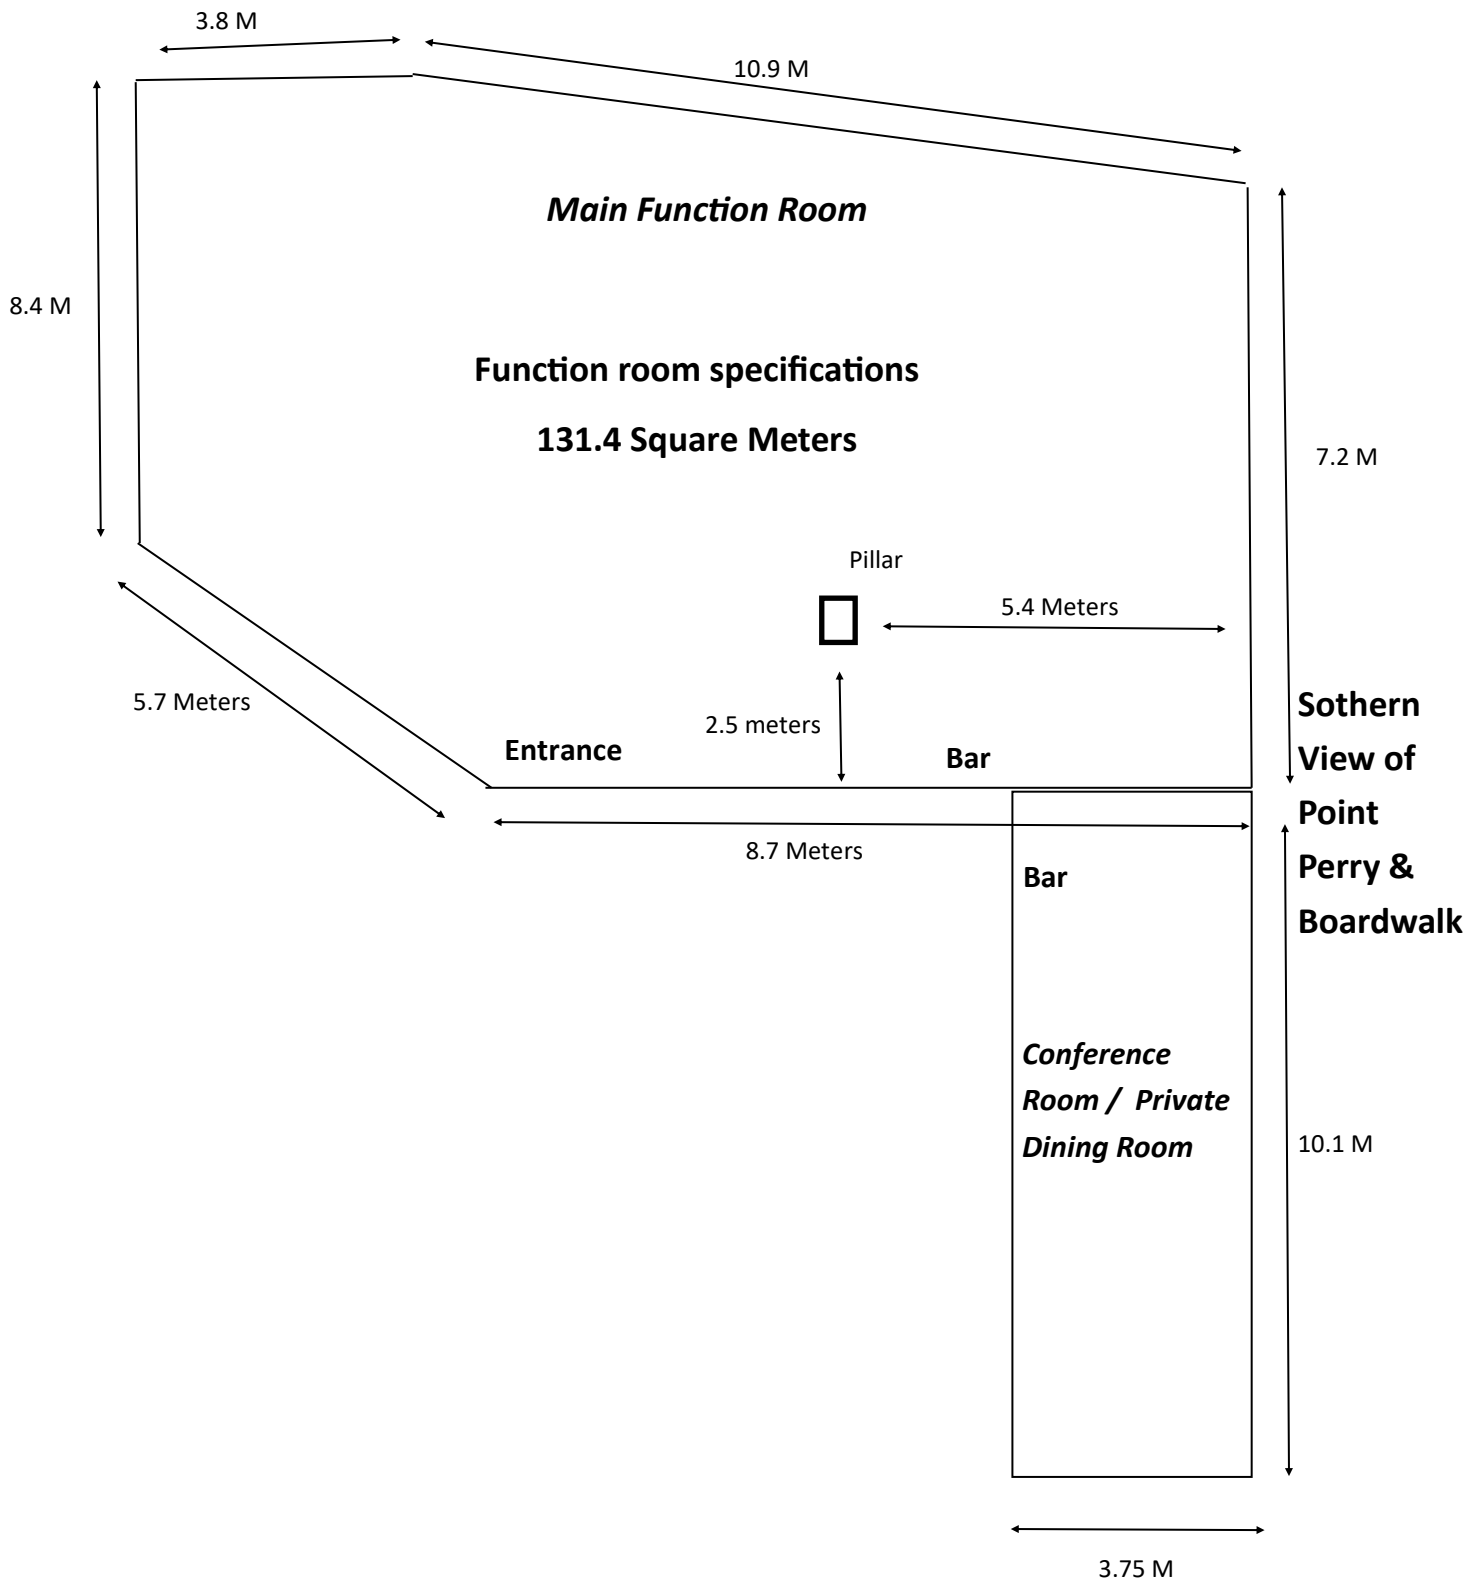 3.8 M
10.9 M
Main Function Room
8.4 M
Function room specifications
131.4 Square Meters
7.2 M
Pillar
5.4 Meters
5.7 Meters
2.5 meters
Entrance
Bar
Sothern
View of
Point
Perry &
Boardwalk
8.7 Meters
Bar
Conference
Room / Private
Dining Room
10.1 M
3.75 M